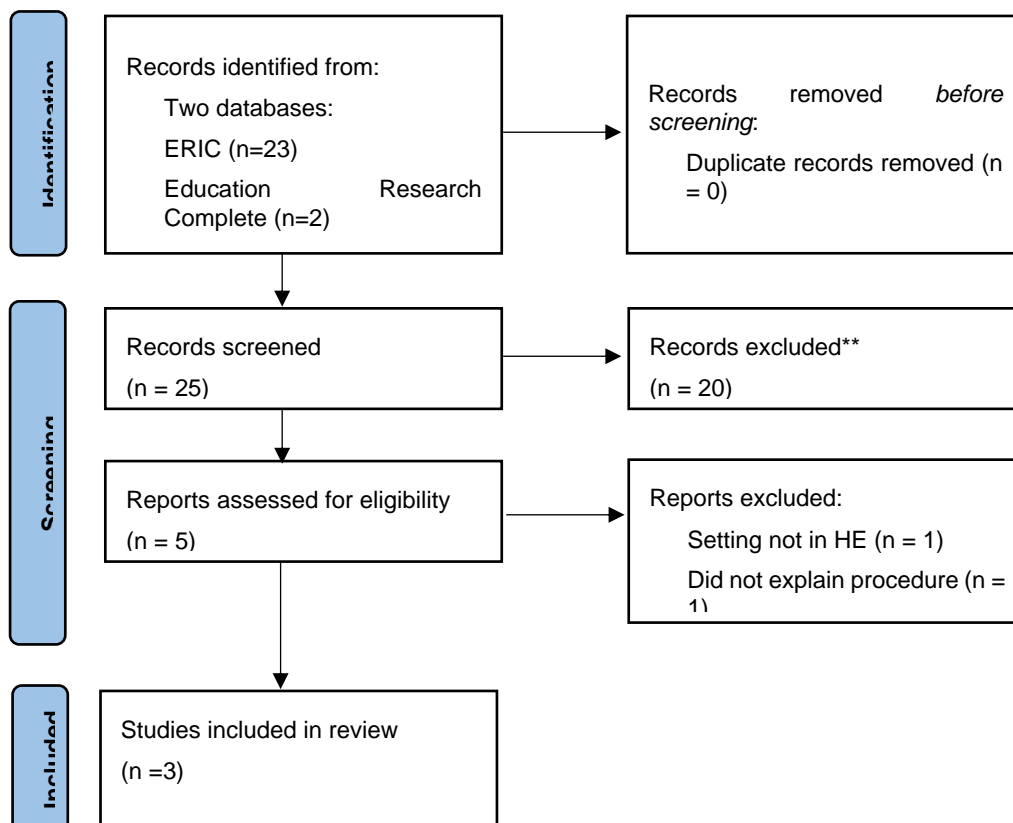 Identification
Records identified from:
Two databases:
ERIC (n=23)
Education Research
Complete (n=2)
Records removed before
screening:
Duplicate records removed (n
= 0)
Screening
Records screened
(n = 25)
Records excluded**
(n = 20)
Reports assessed for eligibility
(n = 5)
Reports excluded:
Setting not in HE (n = 1)
Did not explain procedure (n =
1)
Included
Studies included in review
(n =3)